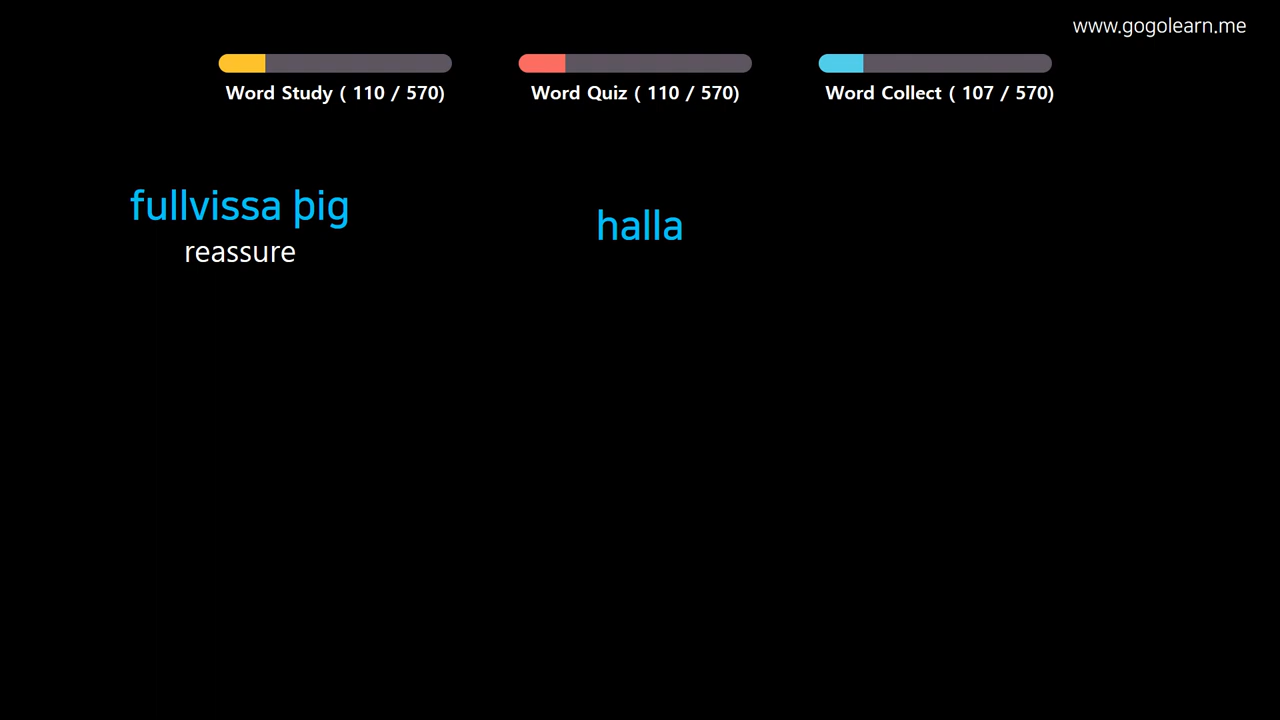 www.gogolearn.me
Word Study ( 110 / 570)
Word Quiz ( 110 / 570)
Word Collect ( 107 / 570)
fullvissa þig
reassure
halla